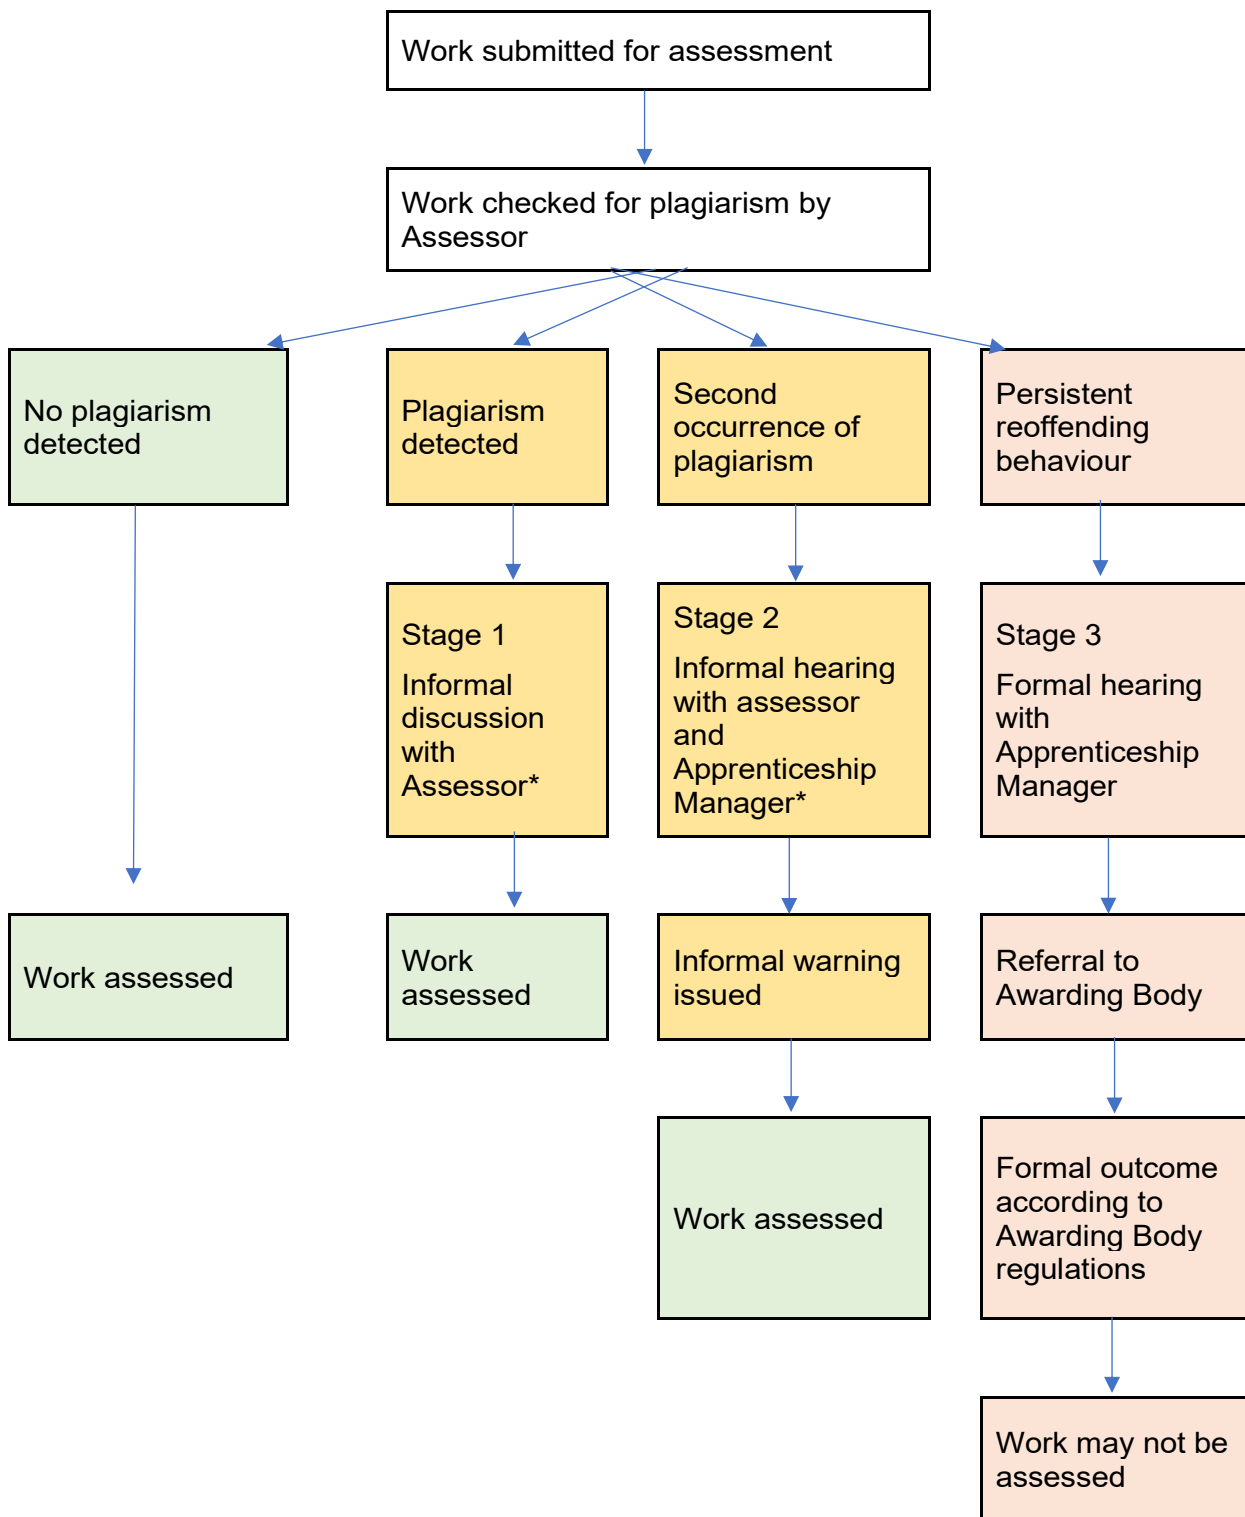 Work submitted for assessment
Work checked for plagiarism by
Assessor
No plagiarism
detected
Plagiarism
detected
Second
occurrence of
plagiarism
Persistent
reoffending
behaviour
Stage 1
Informal
discussion
with
Assessor*
Stage 2
Informal hearing
with assessor
and
Apprenticeship
Manager*
Stage 3
Formal hearing
with
Apprenticeship
Manager
Work assessed
Work
assessed
Informal warning
issued
Referral to
Awarding Body
Work assessed
Formal outcome
according to
Awarding Body
regulations
Work may not be
assessed